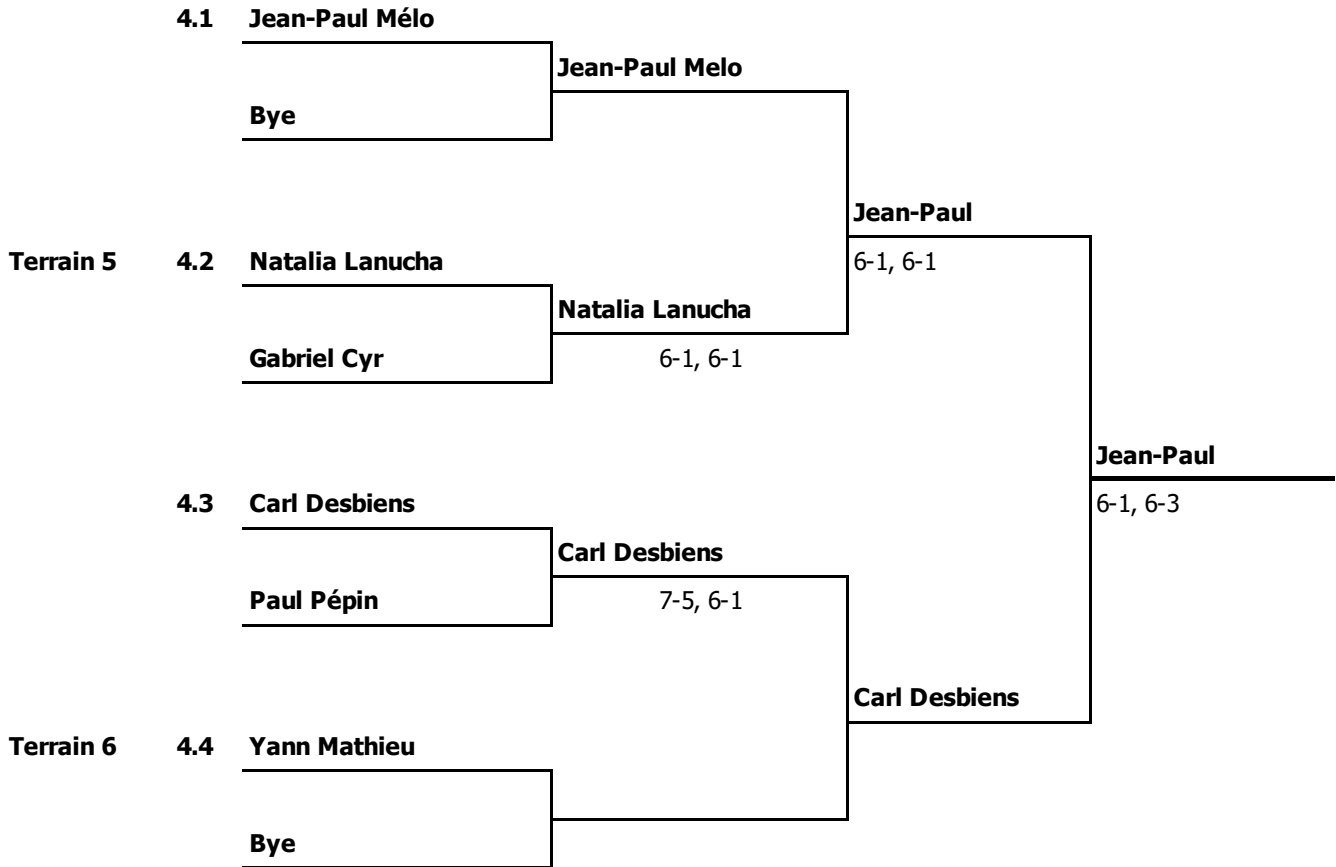 4.1 Jean-Paul Mélo
Jean-Paul Melo
Bye
Jean-Paul
Terrain 5 4.2 Natalia Lanucha 6-1, 6-1
Natalia Lanucha
Gabriel Cyr 6-1, 6-1
Jean-Paul
4.3 Carl Desbiens 6-1, 6-3
Carl Desbiens
Paul Pépin 7-5, 6-1
Carl Desbiens
Terrain 6 4.4 Yann Mathieu
Bye